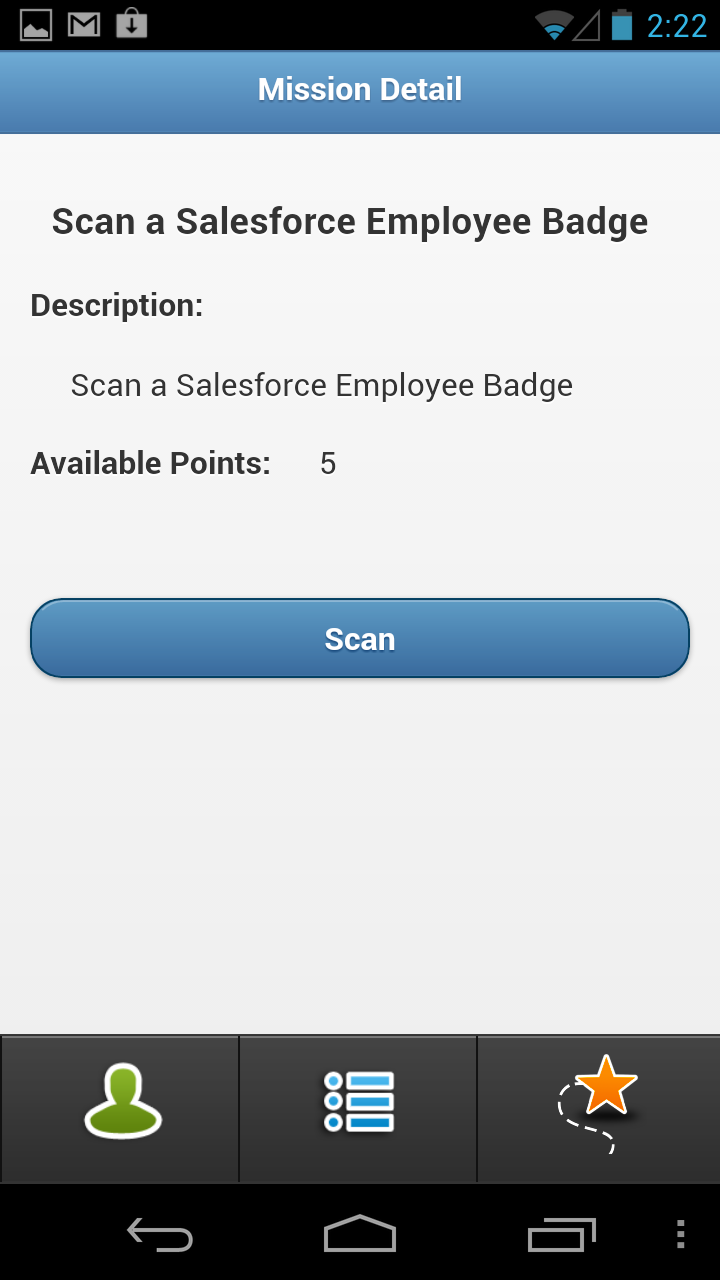 2:22
Mission Detail
Scan a Salesforce Employee Badge
Description:
Scan a Salesforce Employee Badge
Available Points: 5
Scan